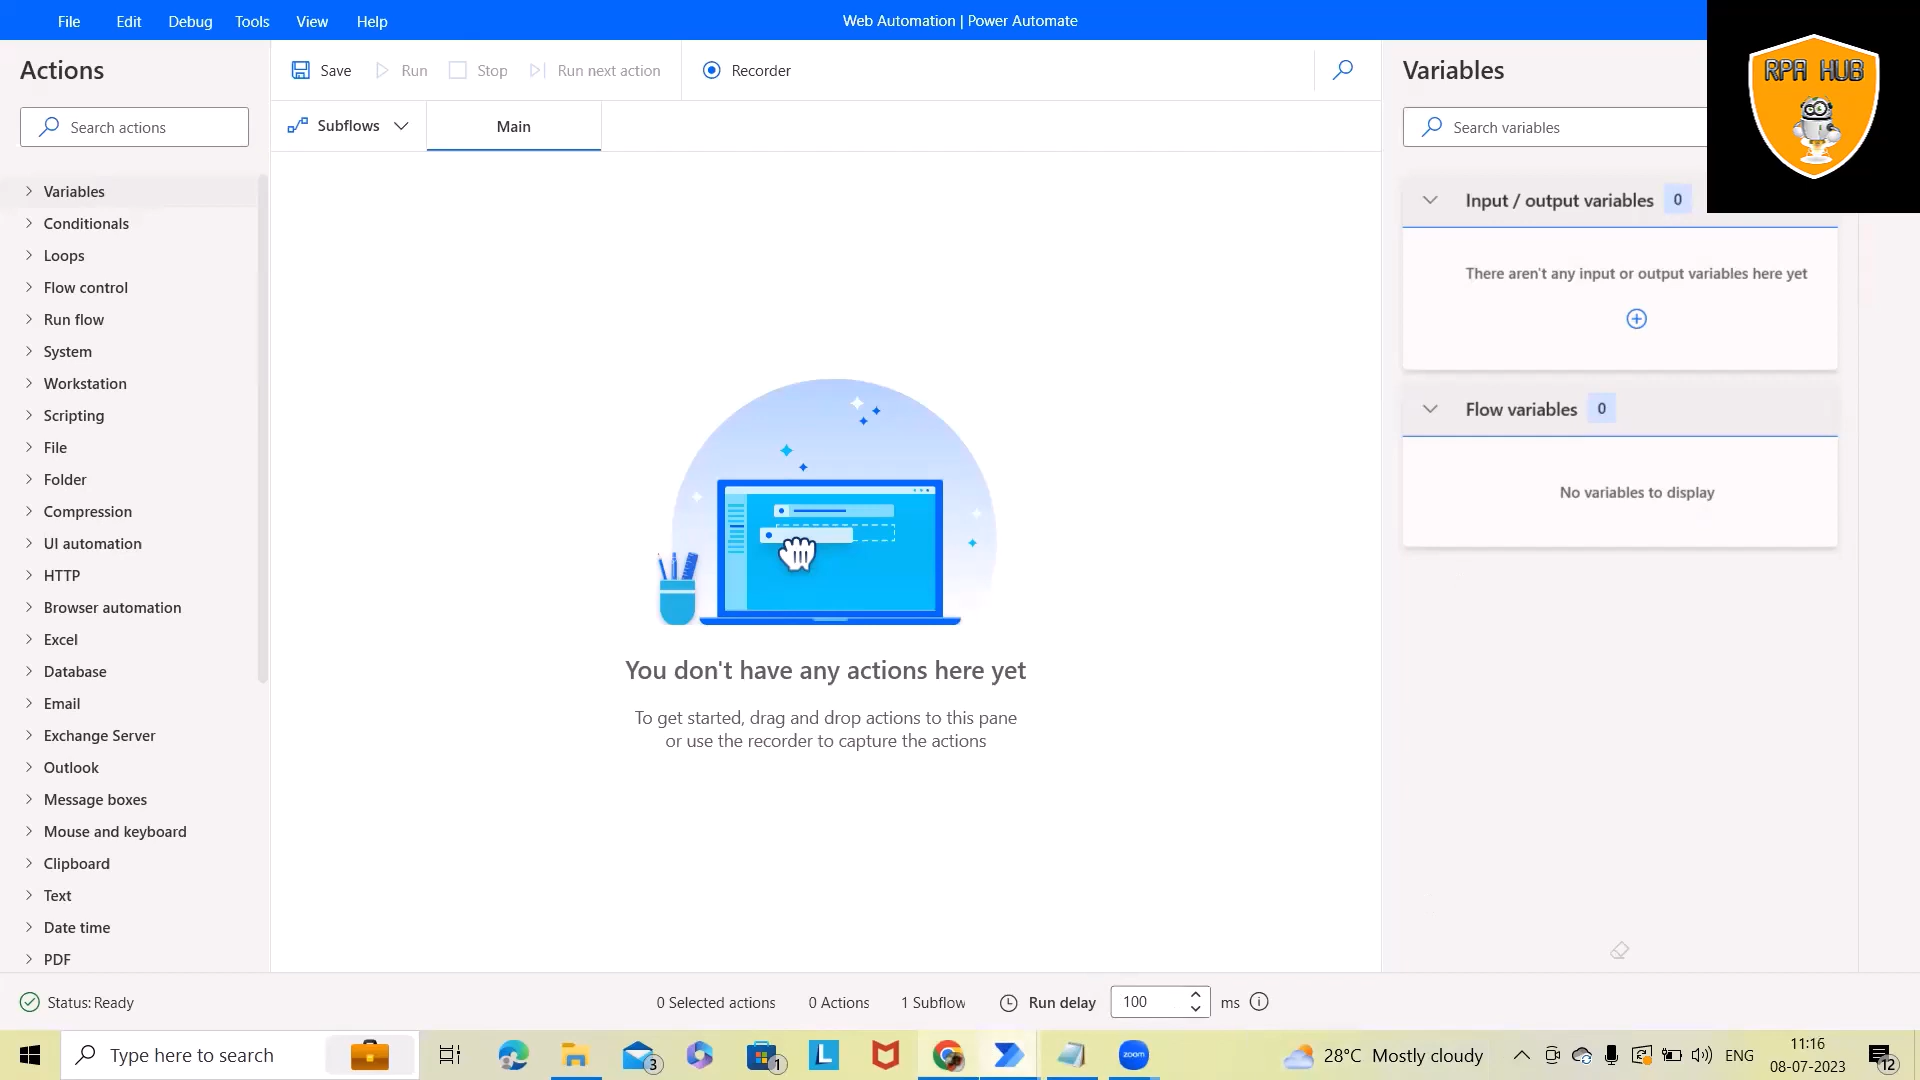 File Edit Debug Tools View Help
Web Automation | Power Automate
RPA HUB
Actions
Save Run Stop Run next action Recorder
Variables
Search actions
Subflows Main
Search variables
Variables
Conditionals
Loops
Flow control
Run flow
System
Workstation
Scripting
File
Folder
Compression
UI automation
HTTP
Browser automation
Excel
Database
Email
Exchange Server
Outlook
Message boxes
Mouse and keyboard
Clipboard
Text
Date time
PDF
You don't have any actions here yet
To get started, drag and drop actions to this pane
or use the recorder to capture the actions
Input / output variables 0
There aren't any input or output variables here yet
Flow variables 0
No variables to display
Status: Ready 0 Selected actions 0 Actions 1 Subflow Run delay 100 ms
Type here to search
3
1
L
zoom
28°C Mostly cloudy
ENG
11:16
08-07-2023
12